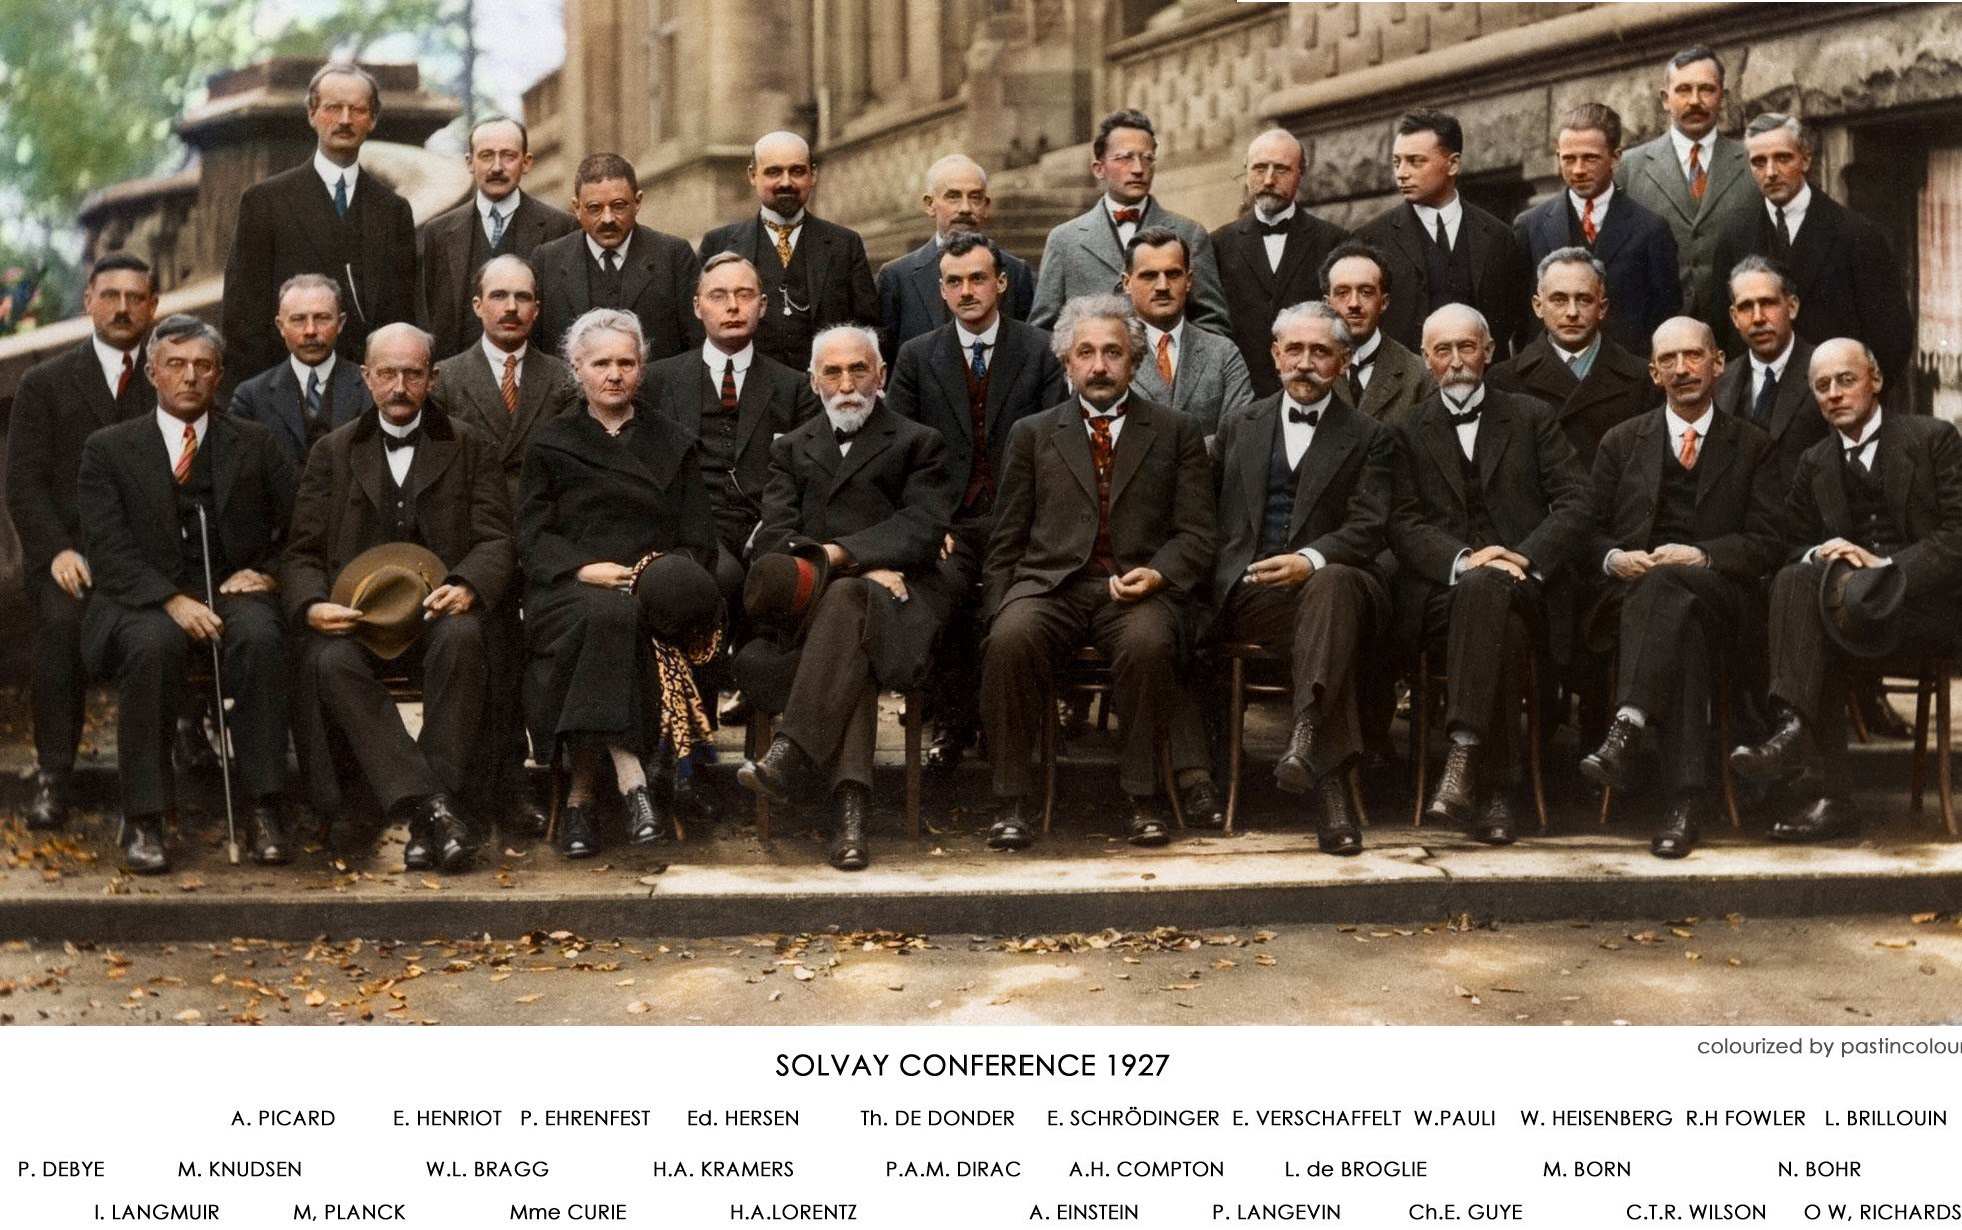 colourized by pastincolour
SOLVAY CONFERENCE 1927
A. PICARD E. HENRIOT P. EHRENFEST Ed. HERSEN Th. DE DONDER E. SCHRÖDINGER E. VERSCHAFFELT W.PAULI W. HEISENBERG R.H FOWLER L. BRILLOUIN
P. DEBYE M. KNUDSEN W.L. BRAGG H.A. KRAMERS P.A.M. DIRAC A.H. COMPTON L. de BROGLIE M. BORN N. BOHR
I. LANGMUIR M, PLANCK Mme CURIE H.A.LORENTZ A. EINSTEIN P. LANGEVIN Ch.E. GUYE C.T.R. WILSON O W, RICHARDS